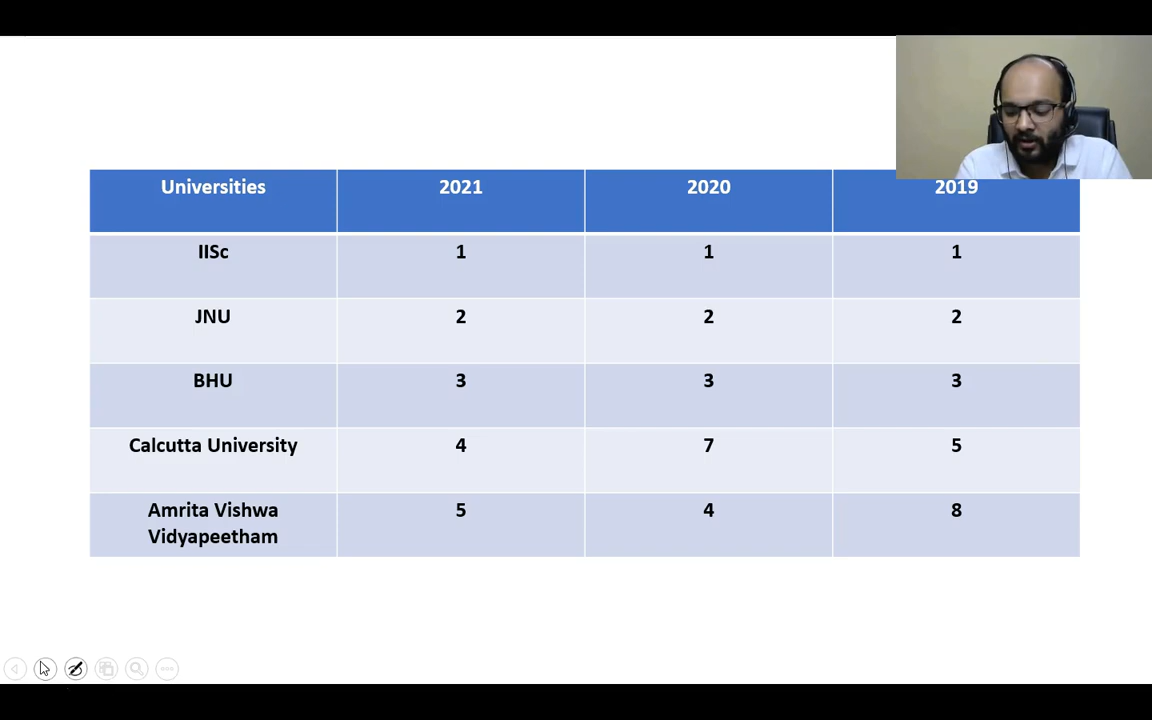 Universities 2021 2020 2019
IISc 1 1 1
JNU 2 2 2
BHU 3 3 3
Calcutta University 4 7 5
Amrita Vishwa 5 4 8
Vidyapeetham